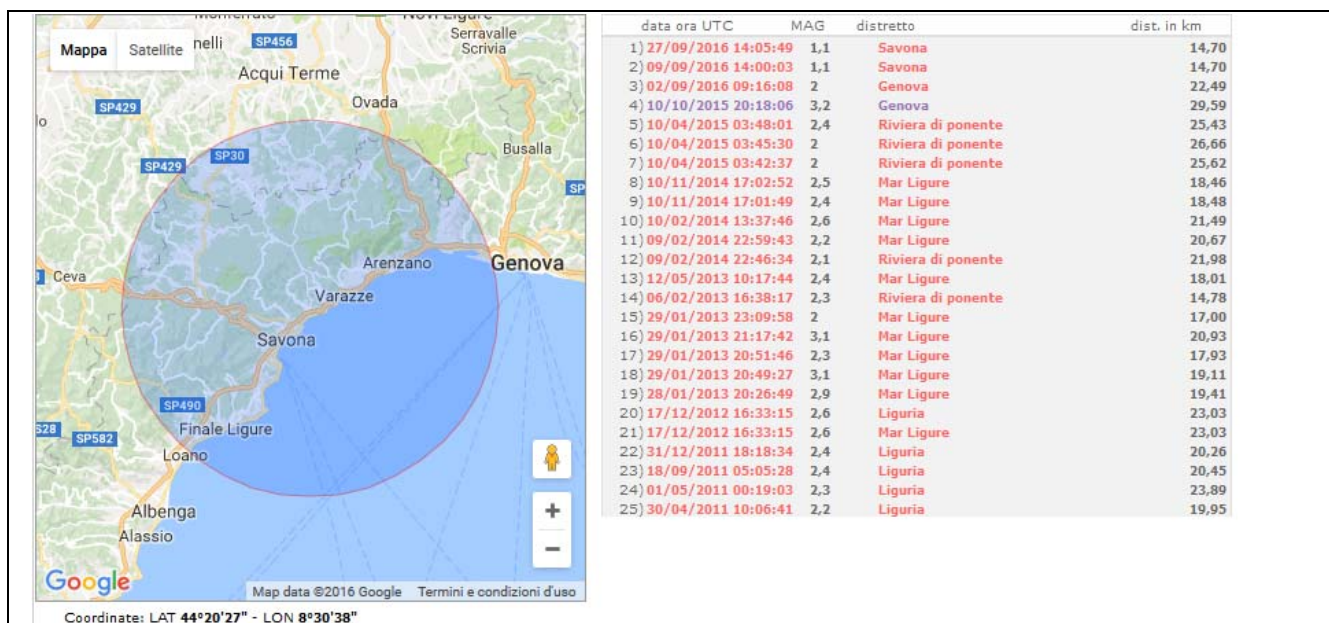 Monferrato
Novi Ligure
Mappa Satellite
nelli
SP456
Serravalle
Scrivia
Acqui Terme
SP429
Ovada
lo
Busalla
SP30
SP429
SP
Arenzano
Genova
Ceva
Varazze
Savona
SP490
Finale Ligure
S28
SP582
Loano
Albenga
+
Alassio
−
Google
Map data ©2016 Google Termini e condizioni d'uso
Coordinate: LAT 44º20'27" - LON 8º30'38"
data ora UTC MAG distretto dist. in km
1) 27/09/2016 14:05:49 1,1 Savona 14,70
2) 09/09/2016 14:00:03 1,1 Savona 14,70
3) 02/09/2016 09:16:08 2 Genova 22,49
4) 10/10/2015 20:18:06 3,2 Genova 29,59
5) 10/04/2015 03:48:01 2,4 Riviera di ponente 25,43
6) 10/04/2015 03:45:30 2 Riviera di ponente 26,66
7) 10/04/2015 03:42:37 2 Riviera di ponente 25,62
8) 10/11/2014 17:02:52 2,5 Mar Ligure 18,46
9) 10/11/2014 17:01:49 2,4 Mar Ligure 18,48
10) 10/02/2014 13:37:46 2,6 Mar Ligure 21,49
11) 09/02/2014 22:59:43 2,2 Mar Ligure 20,67
12) 09/02/2014 22:46:34 2,1 Riviera di ponente 21,98
13) 12/05/2013 10:17:44 2,4 Mar Ligure 18,01
14) 06/02/2013 16:38:17 2,3 Riviera di ponente 14,78
15) 29/01/2013 23:09:58 2 Mar Ligure 17,00
16) 29/01/2013 21:17:42 3,1 Mar Ligure 20,93
17) 29/01/2013 20:51:46 2,3 Mar Ligure 17,93
18) 29/01/2013 20:49:27 3,1 Mar Ligure 19,11
19) 28/01/2013 20:26:49 2,9 Mar Ligure 19,41
20) 17/12/2012 16:33:15 2,6 Liguria 23,03
21) 17/12/2012 16:33:15 2,6 Mar Ligure 23,03
22) 31/12/2011 18:18:34 2,4 Liguria 20,26
23) 18/09/2011 05:05:28 2,4 Liguria 20,45
24) 01/05/2011 00:19:03 2,3 Liguria 23,89
25) 30/04/2011 10:06:41 2,2 Liguria 19,95